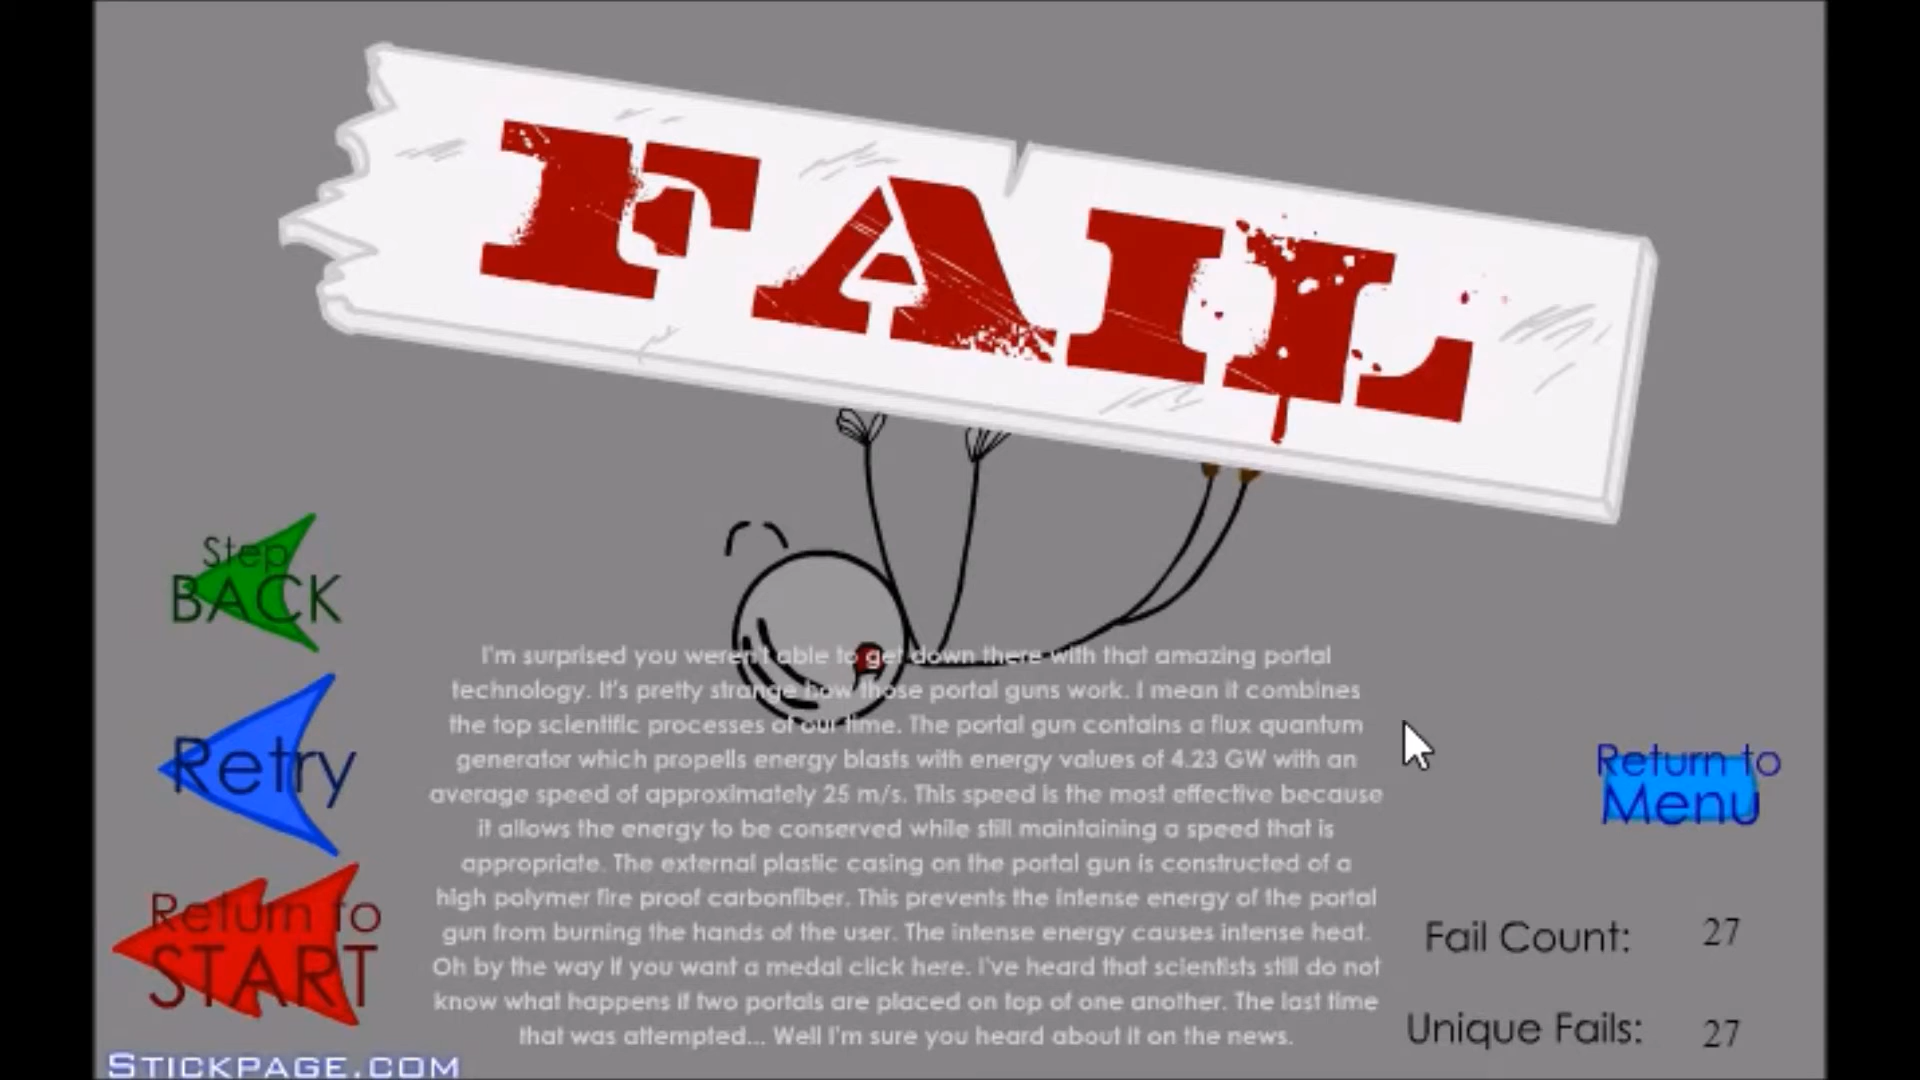 FAIL
Step
BACK
Retry
Return to
START
I'm surprised you weren't able to get down there with that amazing portal
technology. It's pretty strange how those portal guns work. I mean it combines
the top scientific processes of our time. The portal gun contains a flux quantum
generator which propells energy blasts with energy values of 4.23 GW with an
average speed of approximately 25 m/s. This speed is the most effective because
it allows the energy to be conserved while still maintaining a speed that is
appropriate. The external plastic casing on the portal gun is constructed of a
high polymer fire proof carbonfiber. This prevents the intense energy of the portal
gun from burning the hands of the user. The intense energy causes intense heat.
Oh by the way if you want a medal click here. I've heard that scientists still do not
know what happens if two portals are placed on top of one another. The last time
that was attempted... Well I'm sure you heard about it on the news.
Return to
Menu
Fail Count: 27
Unique Fails: 27
STICKPAGE.COM